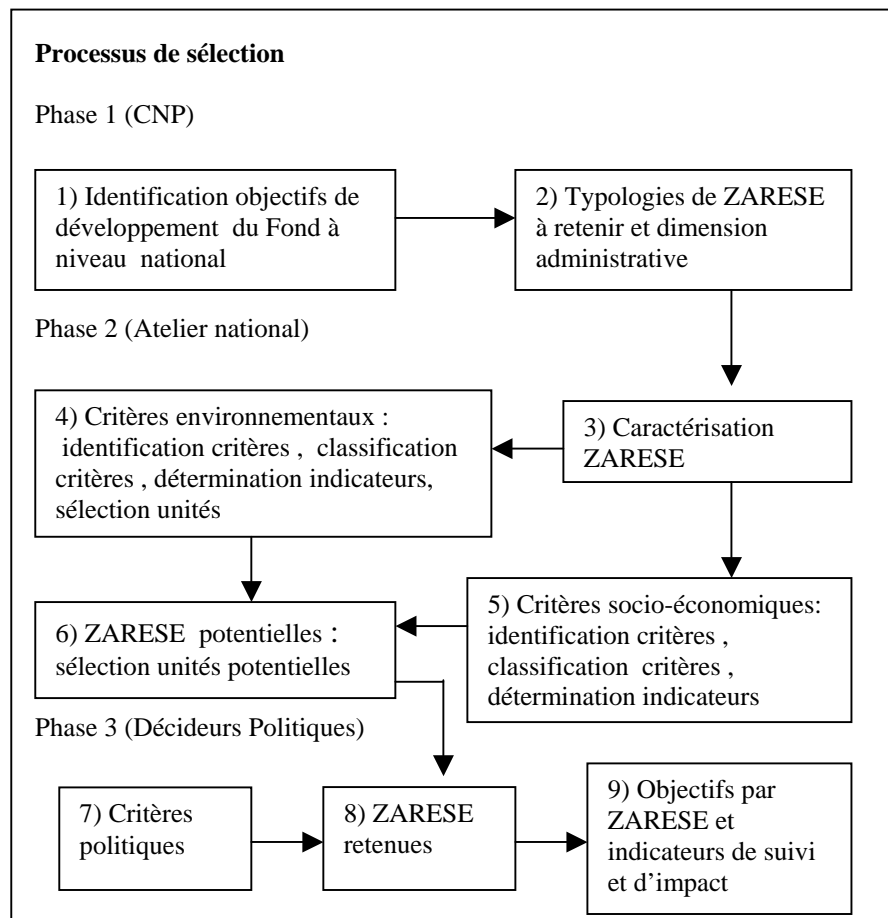 Processus de sélection
Phase 1 (CNP)
1) Identification objectifs de
développement du Fond à
niveau national
2) Typologies de ZARESE
à retenir et dimension
administrative
Phase 2 (Atelier national)
3) Caractérisation
ZARESE
4) Critères environnementaux :
identification critères , classification
critères , détermination indicateurs,
sélection unités
5) Critères socio-économiques:
identification critères ,
classification critères ,
détermination indicateurs
6) ZARESE potentielles :
sélection unités potentielles
Phase 3 (Décideurs Politiques)
7) Critères
politiques
8) ZARESE
retenues
9) Objectifs par
ZARESE et
indicateurs de suivi
et d’impact